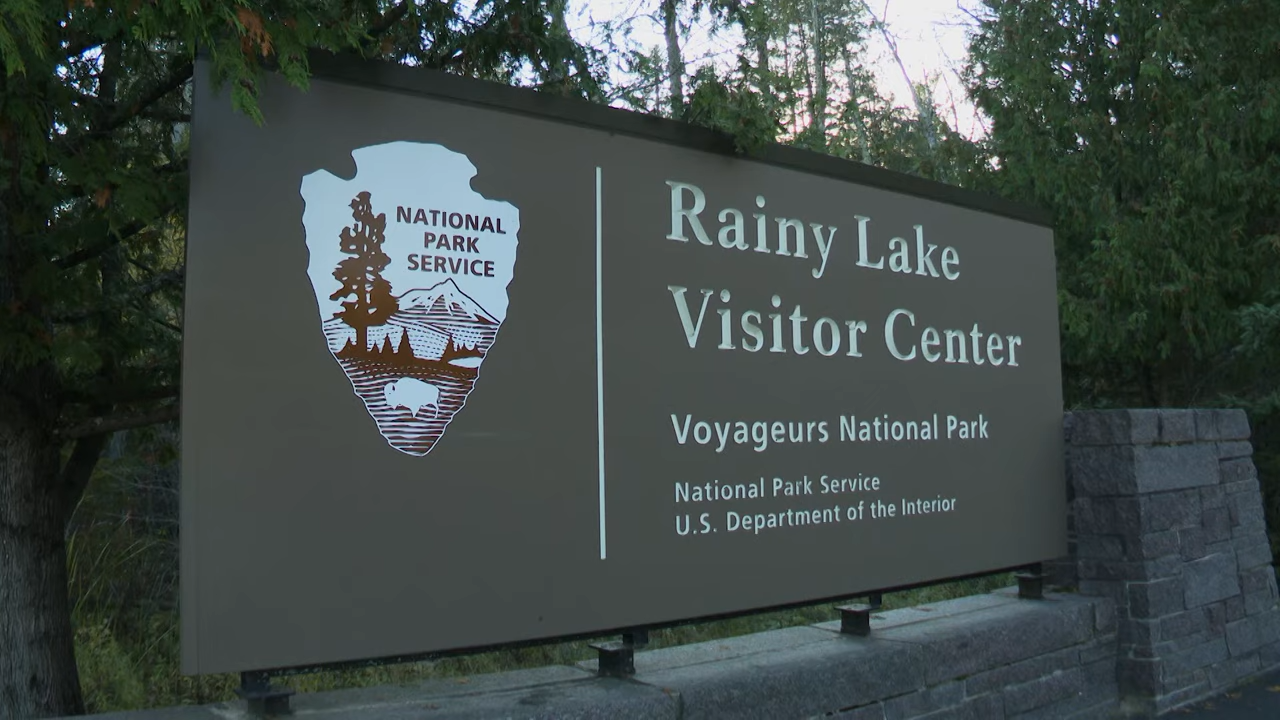 NATIONAL
PARK
SERVICE
Rainy Lake
Visitor Center
Voyageurs National Park
National Park Service
U.S. Department of the Interior